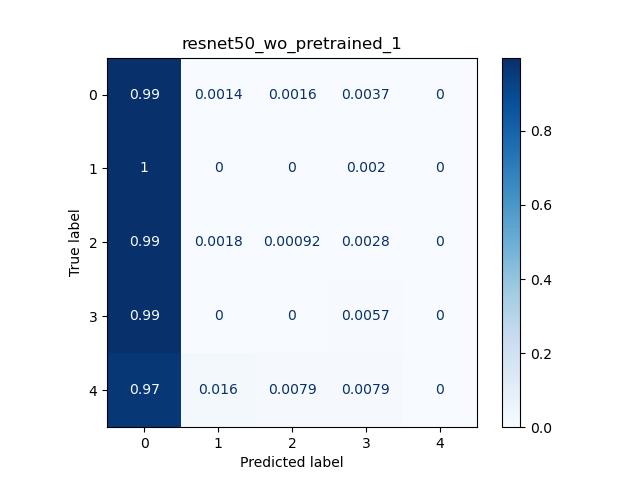 resnet50_wo_pretrained_1
0 0.99 0.0014 0.0016 0.0037 0
1 1 0 0 0.002 0
2 0.99 0.0018 0.00092 0.0028 0
3 0.99 0 0 0.0057 0
4 0.97 0.016 0.0079 0.0079 0
0 1 2 3 4
Predicted label
True label
0.8
0.6
0.4
0.2
0.0